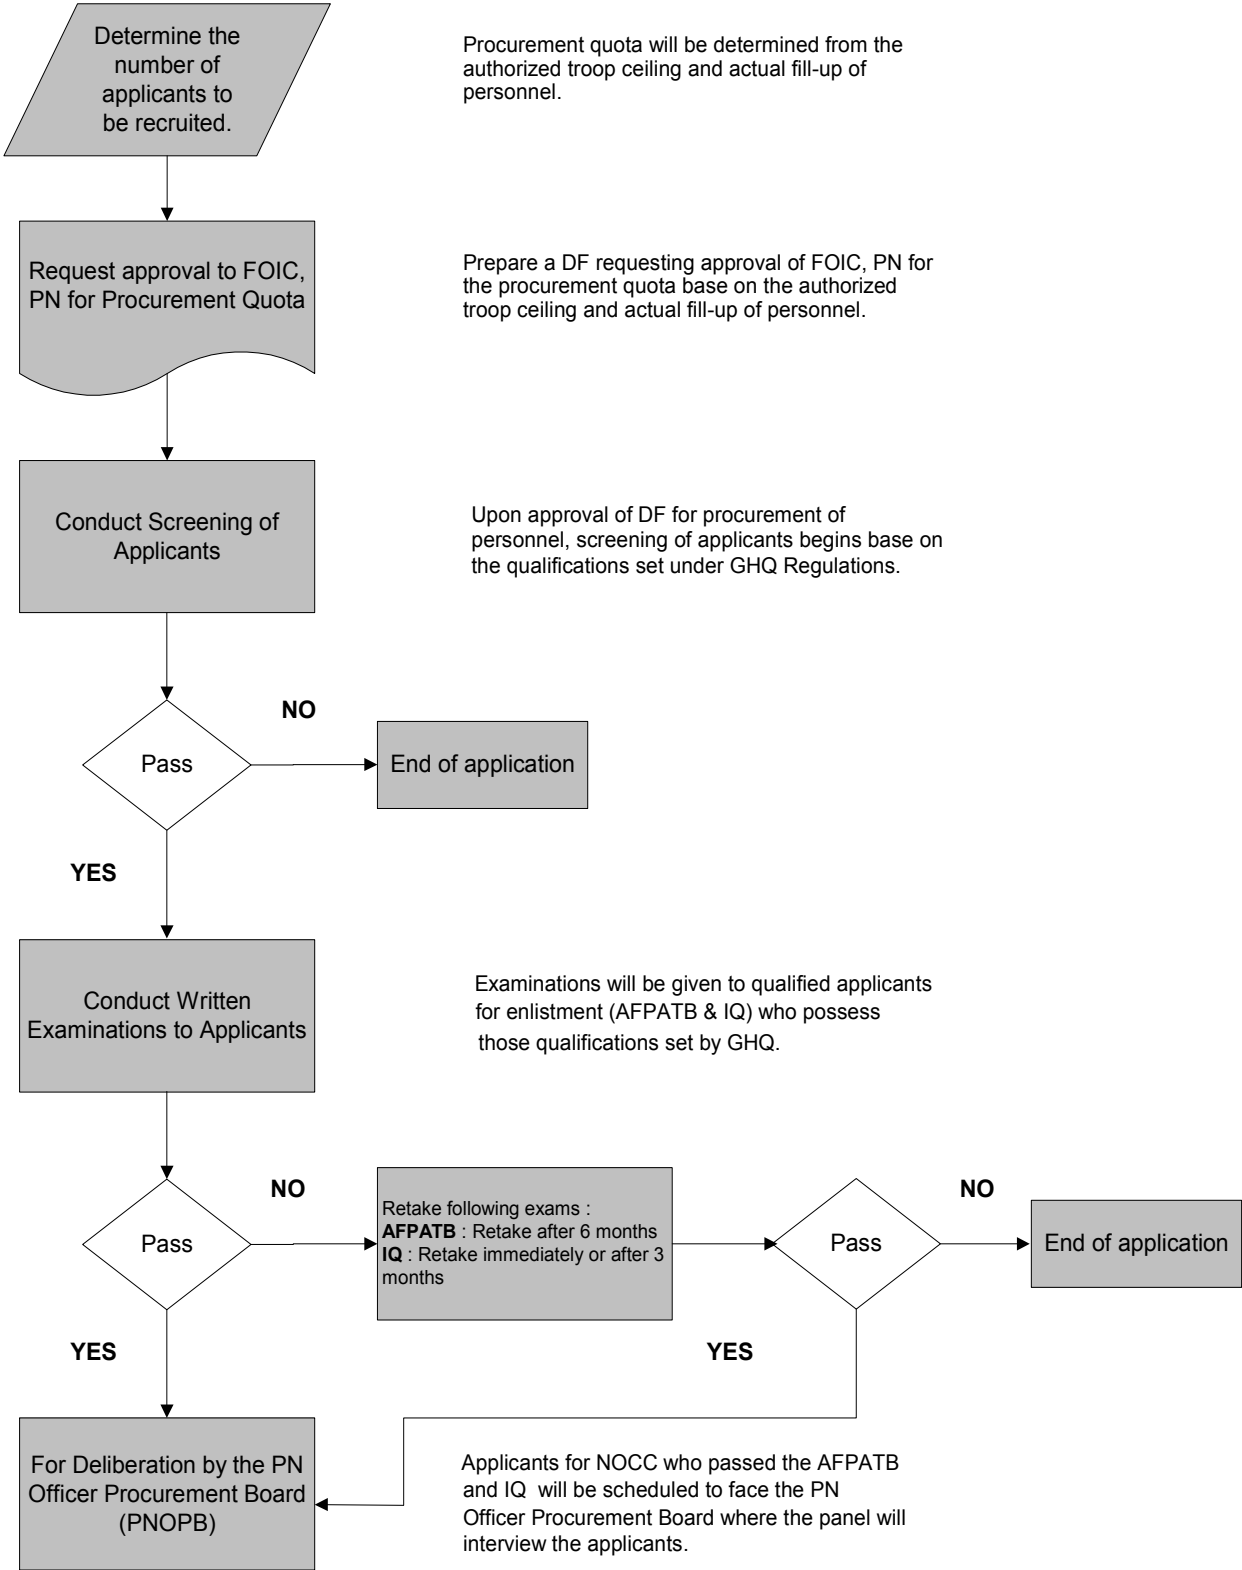 Determine the
number of
applicants to
be recruited.
Procurement quota will be determined from the
authorized troop ceiling and actual fill-up of
personnel.
Request approval to FOIC,
PN for Procurement Quota
Prepare a DF requesting approval of FOIC, PN for
the procurement quota base on the authorized
troop ceiling and actual fill-up of personnel.
Conduct Screening of
Applicants
Upon approval of DF for procurement of
personnel, screening of applicants begins base on
the qualifications set under GHQ Regulations.
Pass
NO
End of application
YES
Conduct Written
Examinations to Applicants
Examinations will be given to qualified applicants
for enlistment (AFPATB & IQ) who possess
those qualifications set by GHQ.
Pass
NO
Retake following exams :
AFPATB : Retake after 6 months
IQ : Retake immediately or after 3
months
Pass
NO
End of application
YES
YES
For Deliberation by the PN
Officer Procurement Board
(PNOPB)
Applicants for NOCC who passed the AFPATB
and IQ will be scheduled to face the PN
Officer Procurement Board where the panel will
interview the applicants.